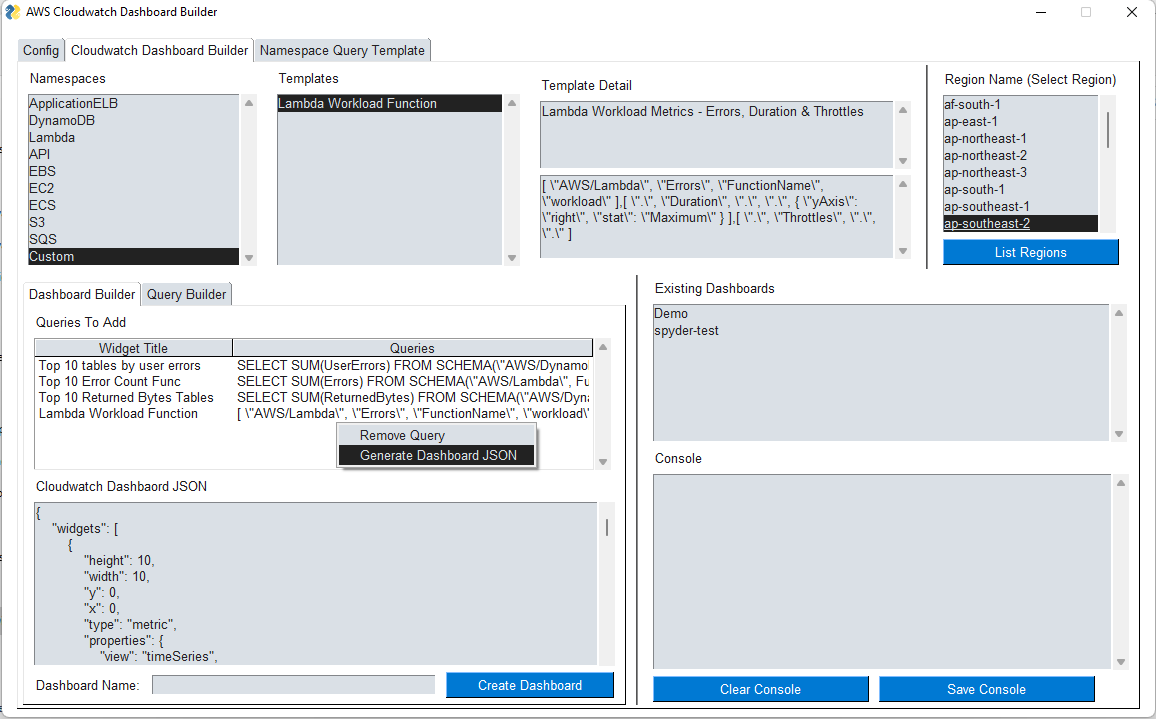 AWS Cloudwatch Dashboard Builder
Config
Cloudwatch Dashboard Builder
Namespace Query Template
Namespaces
ApplicationELB
DynamoDB
Lambda
API
EBS
EC2
ECS
S3
SQS
Custom
Templates
Lambda Workload Function
Template Detail
Lambda Workload Metrics - Errors, Duration & Throttles
[ \"AWS/Lambda\", \"Errors\", \"FunctionName\",
\"workload\" ],[ \".\", \"Duration\", \".\", \".\", { \"yAxis\":
\"right\", \"stat\": \"Maximum\" } ],[ \".\", \"Throttles\", \".\",
\".\" ]
Region Name (Select Region)
af-south-1
ap-east-1
ap-northeast-1
ap-northeast-2
ap-northeast-3
ap-south-1
ap-southeast-1
ap-southeast-2
List Regions
Dashboard Builder
Query Builder
Queries To Add
Widget Title
Queries
Top 10 tables by user errors
SELECT SUM(UserErrors) FROM SCHEMA(\"AWS/Dynamo
Top 10 Error Count Func
SELECT SUM(Errors) FROM SCHEMA(\"AWS/Lambda\", Fu
Top 10 Returned Bytes Tables
SELECT SUM(ReturnedBytes) FROM SCHEMA(\"AWS/Dyn
Lambda Workload Function
[ \"AWS/Lambda\", \"Errors\", \"FunctionName\", \"workload\"
Remove Query
Generate Dashboard JSON
Cloudwatch Dashbaord JSON
{
"widgets": [
{
"height": 10,
"width": 10,
"y": 0,
"x": 0,
"type": "metric",
"properties": {
"view": "timeSeries",
Dashboard Name:
Create Dashboard
Existing Dashboards
Demo
spyder-test
Console
Clear Console
Save Console